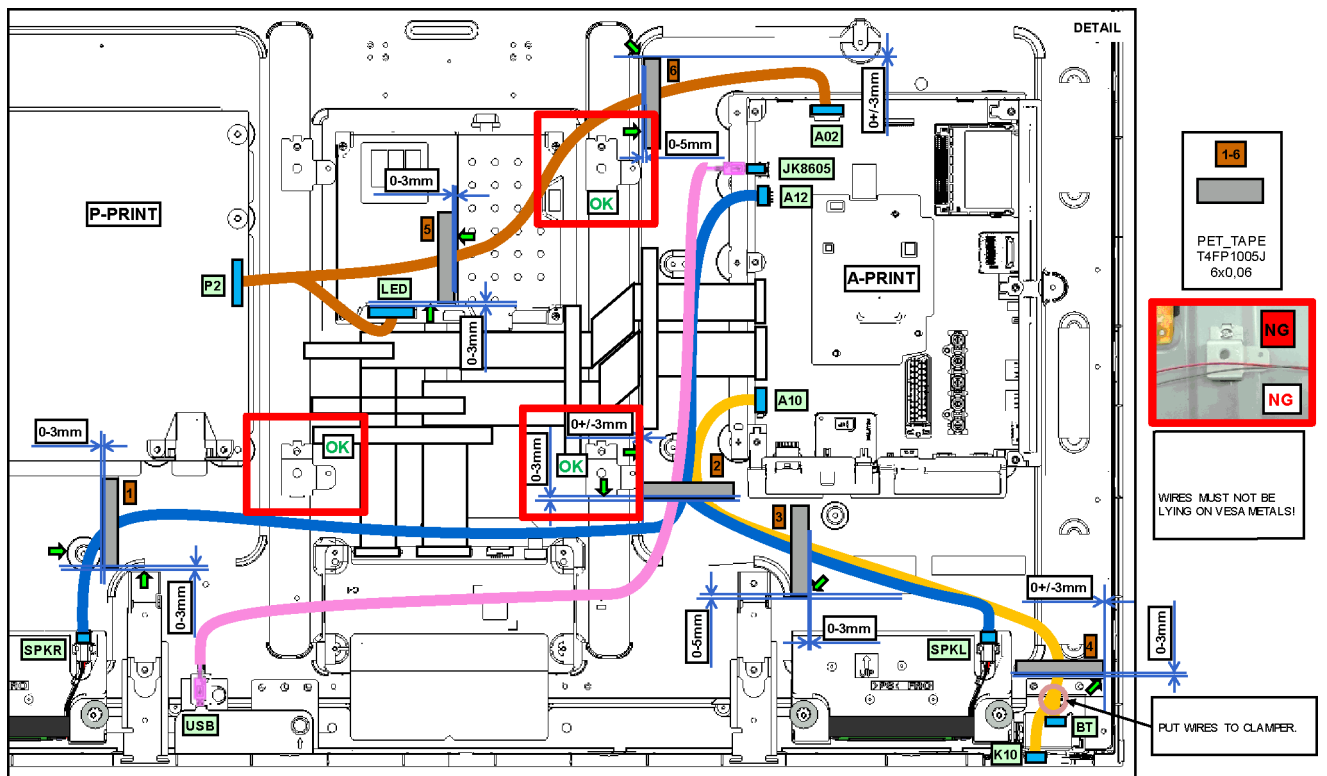 DETAIL
6
0+/-3mm
A02
0-5mm
JK8605
A12
OK
0-3mm
5
P-PRINT
A-PRINT
P2
LED
0-3mm
A10
1-6
PET_TAPE
T4FP1005J
6x0,06
NG
NG
WIRES MUST NOT BE
LYING ON VESA METALS!
0-3mm
OK
0+/-3mm
0-3mm
OK
2
1
3
0-3mm
0-5mm
0-3mm
0+/-3mm
0-3mm
SPKR
SPKL
4
UP
USB
BT
K10
PUT WIRES TO CLAMPER.